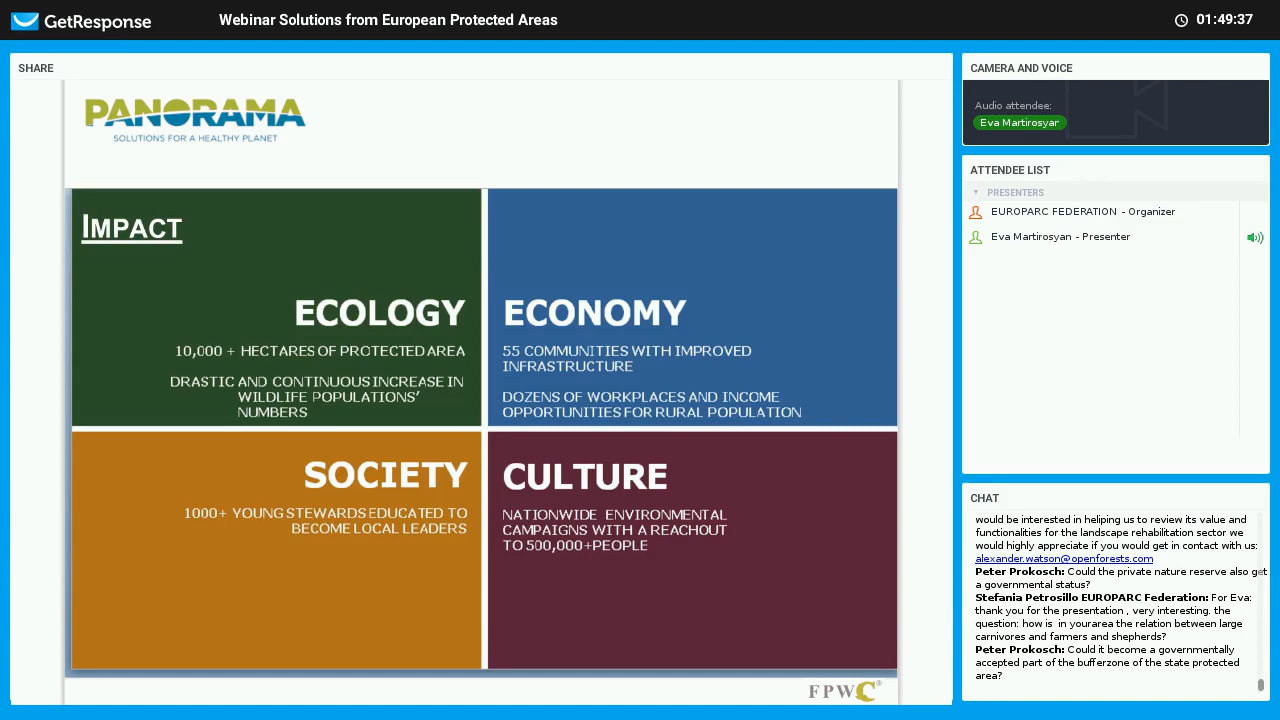 GetResponse
Webinar Solutions from European Protected Areas
01:49:37
SHARE
PANORAMA
SOLUTIONS FOR A HEALTHY PLANET
IMPACT
ECOLOGY
10,000 + HECTARES OF PROTECTED AREA
DRASTIC AND CONTINUOUS INCREASE IN
WILDLIFE POPULATIONS'
NUMBERS
ECONOMY
55 COMMUNITIES WITH IMPROVED
INFRASTRUCTURE
DOZENS OF WORKPLACES AND INCOME
OPPORTUNITIES FOR RURAL POPULATION
SOCIETY
1000+ YOUNG STEWARDS EDUCATED TO
BECOME LOCAL LEADERS
CULTURE
NATIONWIDE ENVIRONMENTAL
CAMPAIGNS WITH A REACHOUT
TO 500,000+PEOPLE
FPWC®
CAMERA AND VOICE
Audio attendee:
Eva Martirosyan
ATTENDEE LIST
PRESENTERS
EUROPARC FEDERATION - Organizer
Eva Martirosyan - Presenter
CHAT
would be interested in heliping us to review its value and
functionalities for the landscape rehabilitation sector we
would highly appreciate if you would get in contact with us:
alexander.watson@openforests.com
Peter Prokosch: Could the private nature reserve also get
a governmental status?
Stefania Petrosillo EUROPARC Federation: For Eva:
thank you for the presentation , very interesting. the
question: how is in yourarea the relation between large
carnivores and farmers and shepherds?
Peter Prokosch: Could it become a governmentally
accepted part of the bufferzone of the state protected
area?